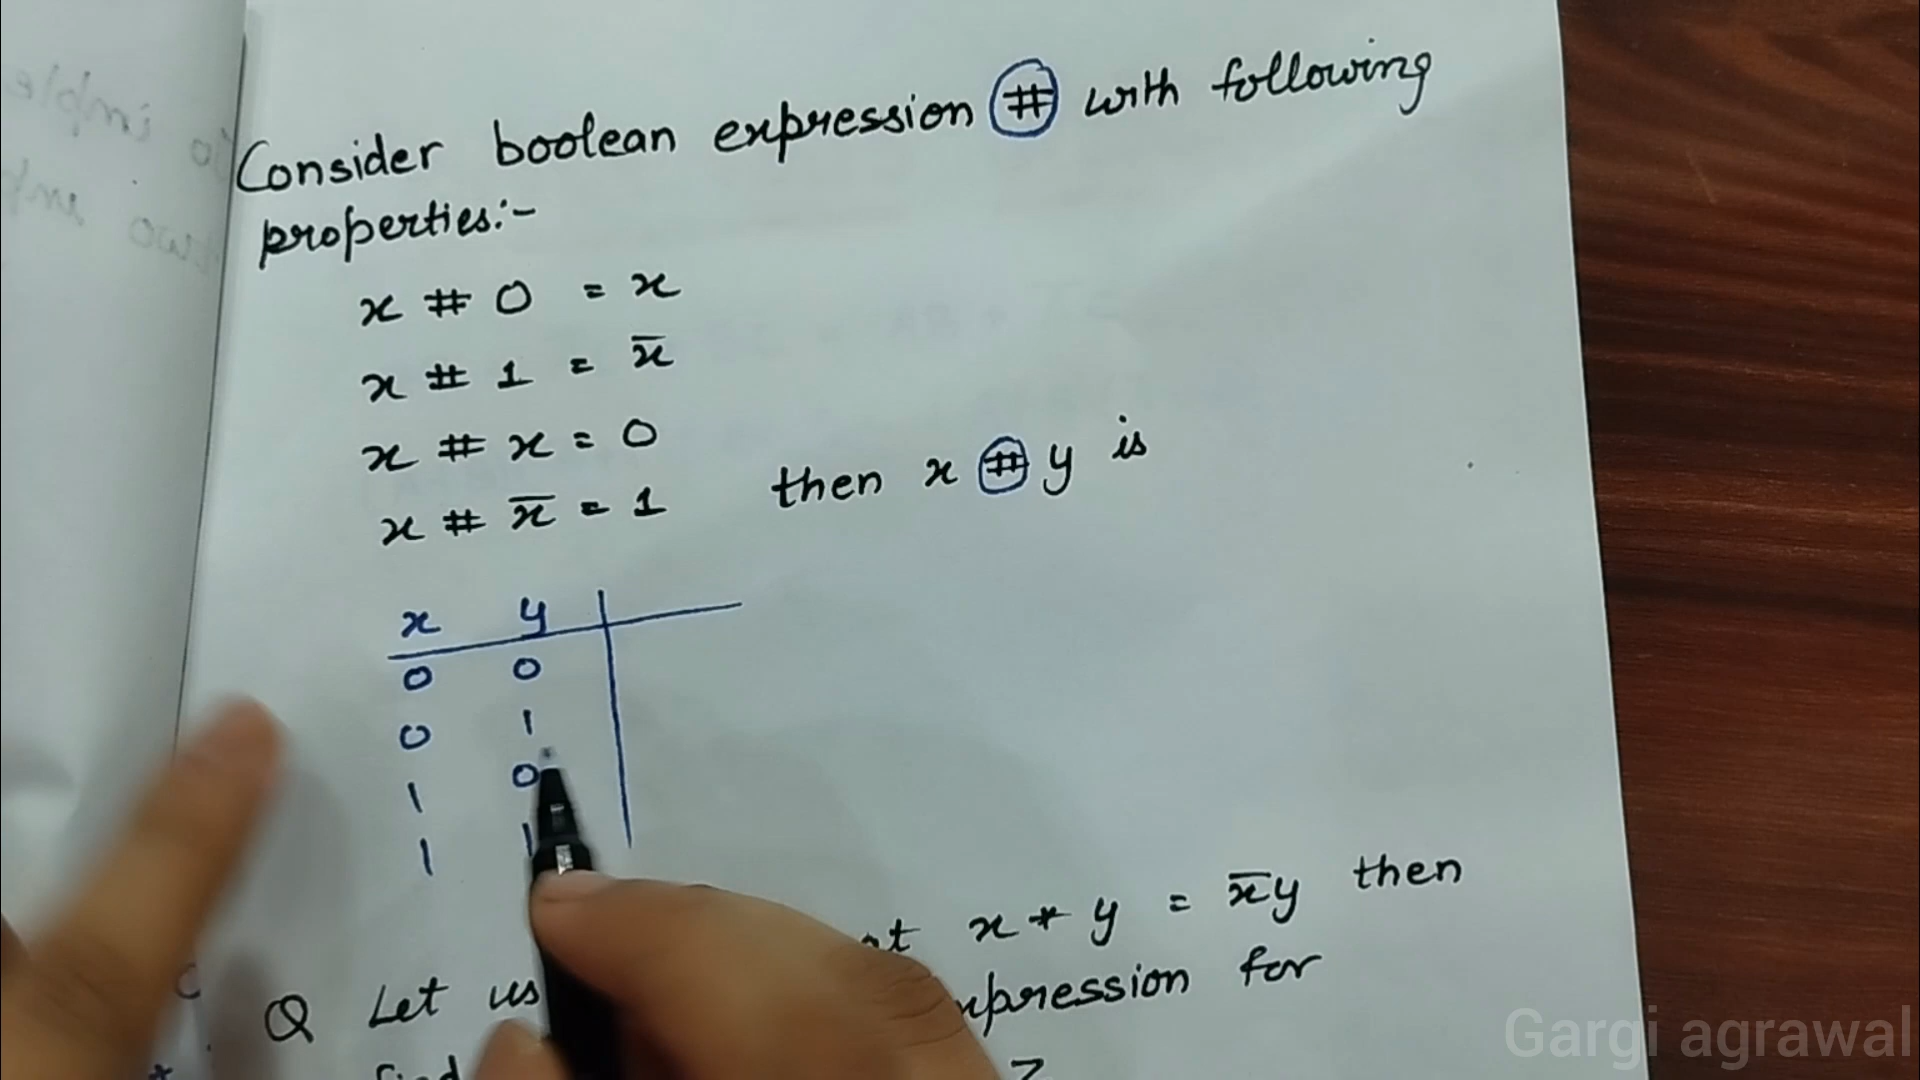 Consider boolean expression # with following
properties:-
x # 0 = x
x # 1 = x̅
x # x = 0
x # x̅ = 1 then x # y is
x y
0 0
0 1
1 0
1 1
x * y = x̅y then
Q Let us
expression for
find
Gargi agrawal